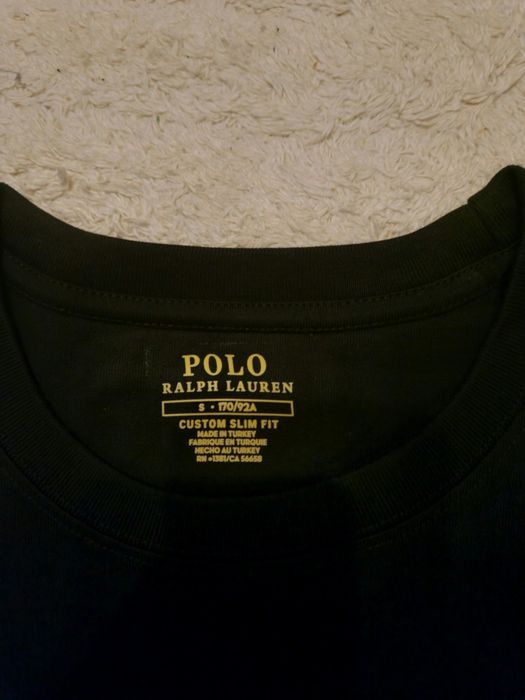 POLO
RALPH LAUREN
S • 170/92A
CUSTOM SLIM FIT
MADE IN TURKEY
FABRIQUE EN TURQUIE
HECHO AU TURKEY
RN •1381/CA 56658